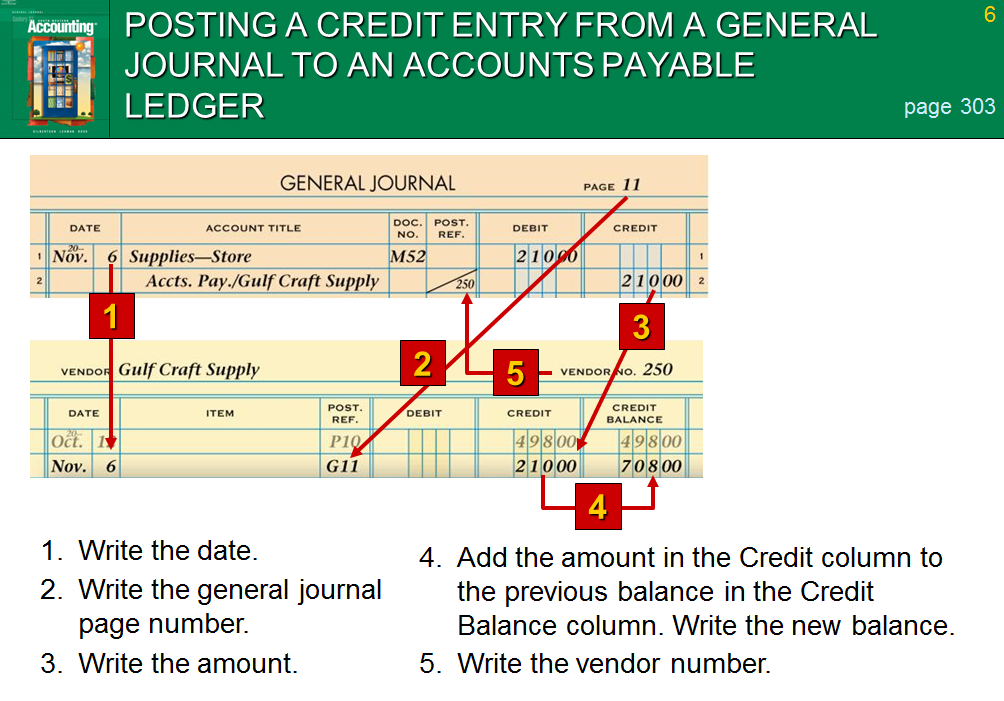 Accounting
POSTING A CREDIT ENTRY FROM A GENERAL
JOURNAL TO AN ACCOUNTS PAYABLE
LEDGER
6
page 303
GENERAL JOURNAL PAGE 11
DATE ACCOUNT TITLE DOC. NO. POST. REF. DEBIT CREDIT
20–
1 Nov. 6 Supplies—Store M52 210 00 1
2 Accts. Pay./Gulf Craft Supply 250 210 00 2
1
2
3
5
VENDOR Gulf Craft Supply VENDOR NO. 250
DATE ITEM POST. REF. DEBIT CREDIT CREDIT BALANCE
20–
Oct. P10 498 00 498 00
Nov. 6 G11 210 00 708 00
4
1. Write the date.
2. Write the general journal
page number.
3. Write the amount.
4. Add the amount in the Credit column to
the previous balance in the Credit
Balance column. Write the new balance.
5. Write the vendor number.